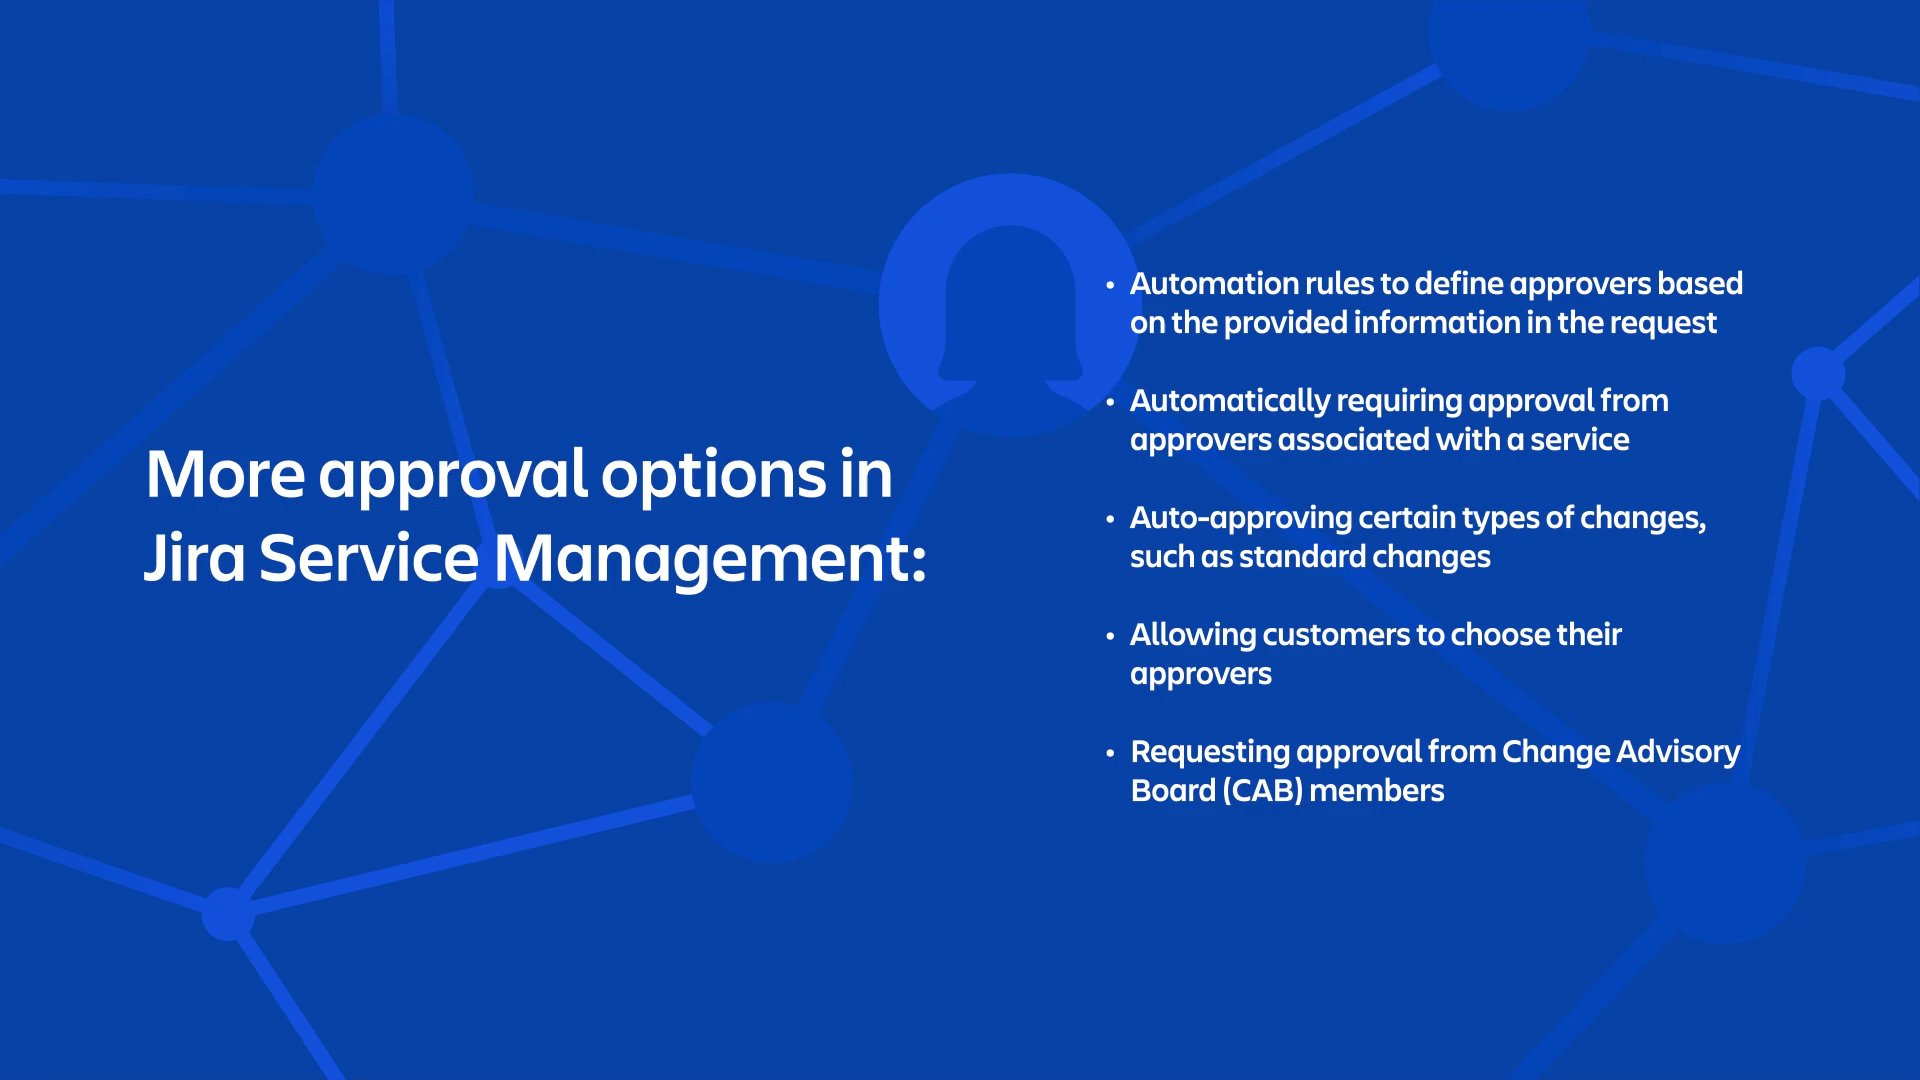 More approval options in
Jira Service Management:
• Automation rules to define approvers based
on the provided information in the request
• Automatically requiring approval from
approvers associated with a service
• Auto-approving certain types of changes,
such as standard changes
• Allowing customers to choose their
approvers
• Requesting approval from Change Advisory
Board (CAB) members